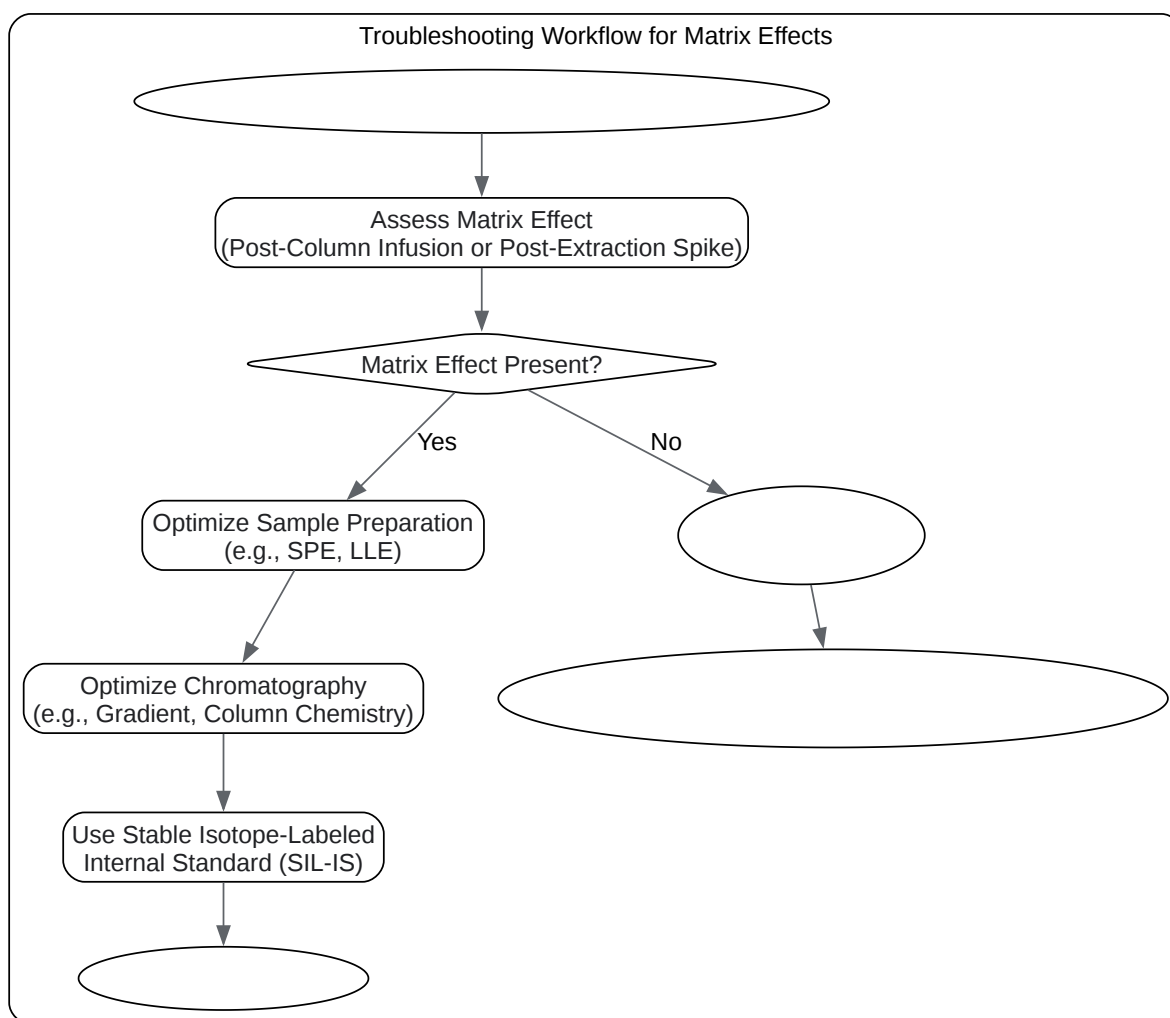 Troubleshooting Workflow for Matrix Effects
Assess Matrix Effect
(Post-Column Infusion or Post-Extraction Spike)
Matrix Effect Present?
Yes
No
Optimize Sample Preparation
(e.g., SPE, LLE)
Optimize Chromatography
(e.g., Gradient, Column Chemistry)
Use Stable Isotope-Labeled
Internal Standard (SIL-IS)